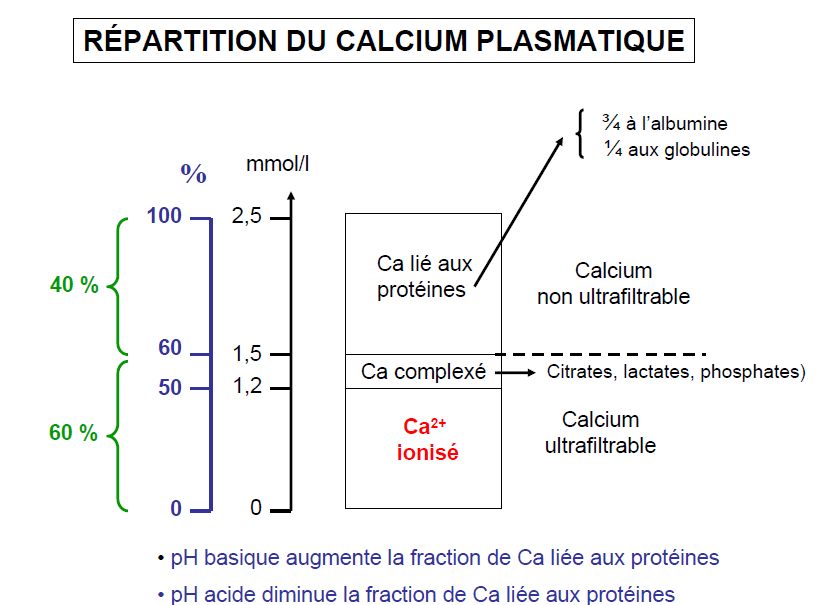 RÉPARTITION DU CALCIUM PLASMATIQUE
¾ à l'albumine
¼ aux globulines
%
mmol/l
100
2,5
40 %
Ca lié aux
protéines
Calcium
non ultrafiltrable
60
1,5
50
1,2
Ca complexé
Citrates, lactates, phosphates)
60 %
Ca²⁺
ionisé
Calcium
ultrafiltrable
0
0
• pH basique augmente la fraction de Ca liée aux protéines
• pH acide diminue la fraction de Ca liée aux protéines